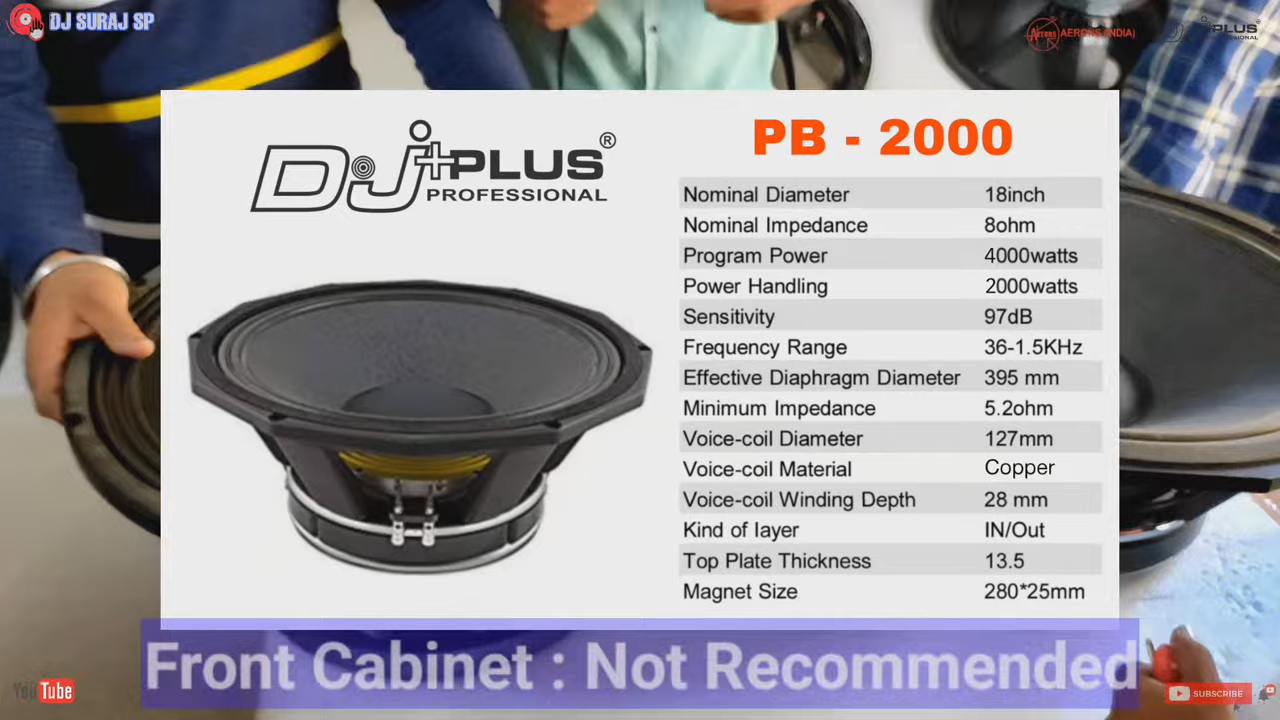 DJ SURAJ SP
AERONS (INDIA)
DJ+PLUS®
PROFESSIONAL
PB - 2000
Nominal Diameter 18inch
Nominal Impedance 8ohm
Program Power 4000watts
Power Handling 2000watts
Sensitivity 97dB
Frequency Range 36-1.5KHz
Effective Diaphragm Diameter 395 mm
Minimum Impedance 5.2ohm
Voice-coil Diameter 127mm
Voice-coil Material Copper
Voice-coil Winding Depth 28 mm
Kind of layer IN/Out
Top Plate Thickness 13.5
Magnet Size 280*25mm
Front Cabinet : Not Recommended
YouTube
SUBSCRIBE